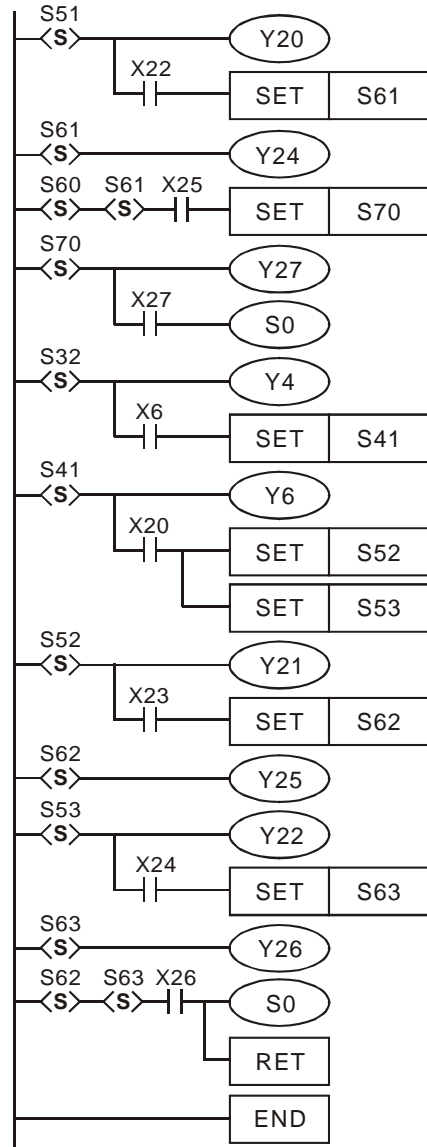 S51
S Y20
X22
SET S61
S61
S Y24
S60 S61 X25
S S SET S70
S70
S Y27
X27
S0
S32
S Y4
X6
SET S41
S41
S Y6
X20
SET S52
SET S53
S52
S Y21
X23
SET S62
S62
S Y25
S53
S Y22
X24
SET S63
S63
S Y26
S62 S63 X26
S S S0
RET
END